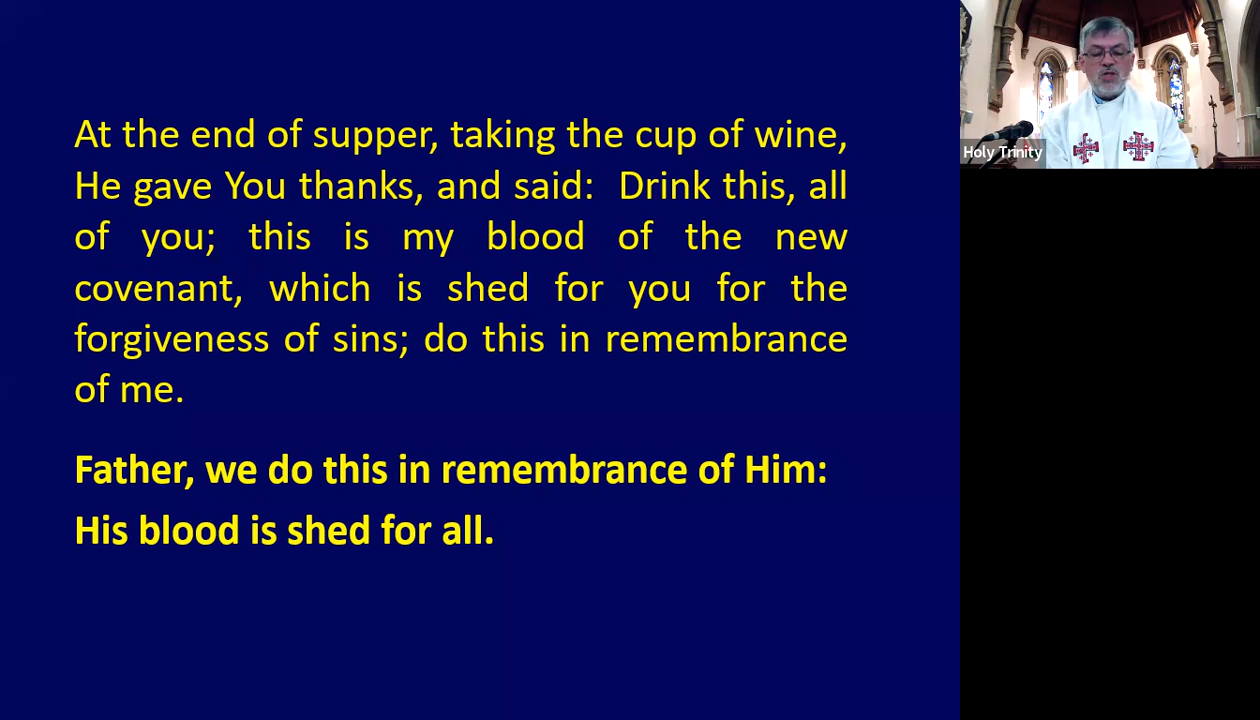 At the end of supper, taking the cup of wine,
He gave You thanks, and said:  Drink this, all
of you; this is my blood of the new
covenant, which is shed for you for the
forgiveness of sins; do this in remembrance
of me.
Father, we do this in remembrance of Him:
His blood is shed for all.
Holy Trinity